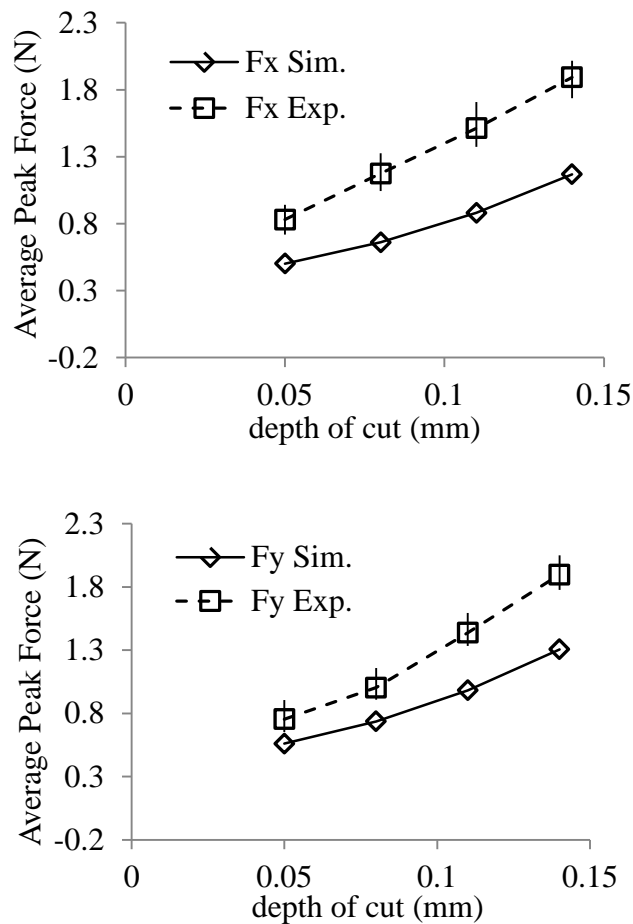 2.3
1.8
1.3
0.8
0.3
-0.2
Average Peak Force (N)
Fx Sim.
Fx Exp.
0 0.05 0.1 0.15
depth of cut (mm)
2.3
1.8
1.3
0.8
0.3
-0.2
Average Peak Force (N)
Fy Sim.
Fy Exp.
0 0.05 0.1 0.15
depth of cut (mm)